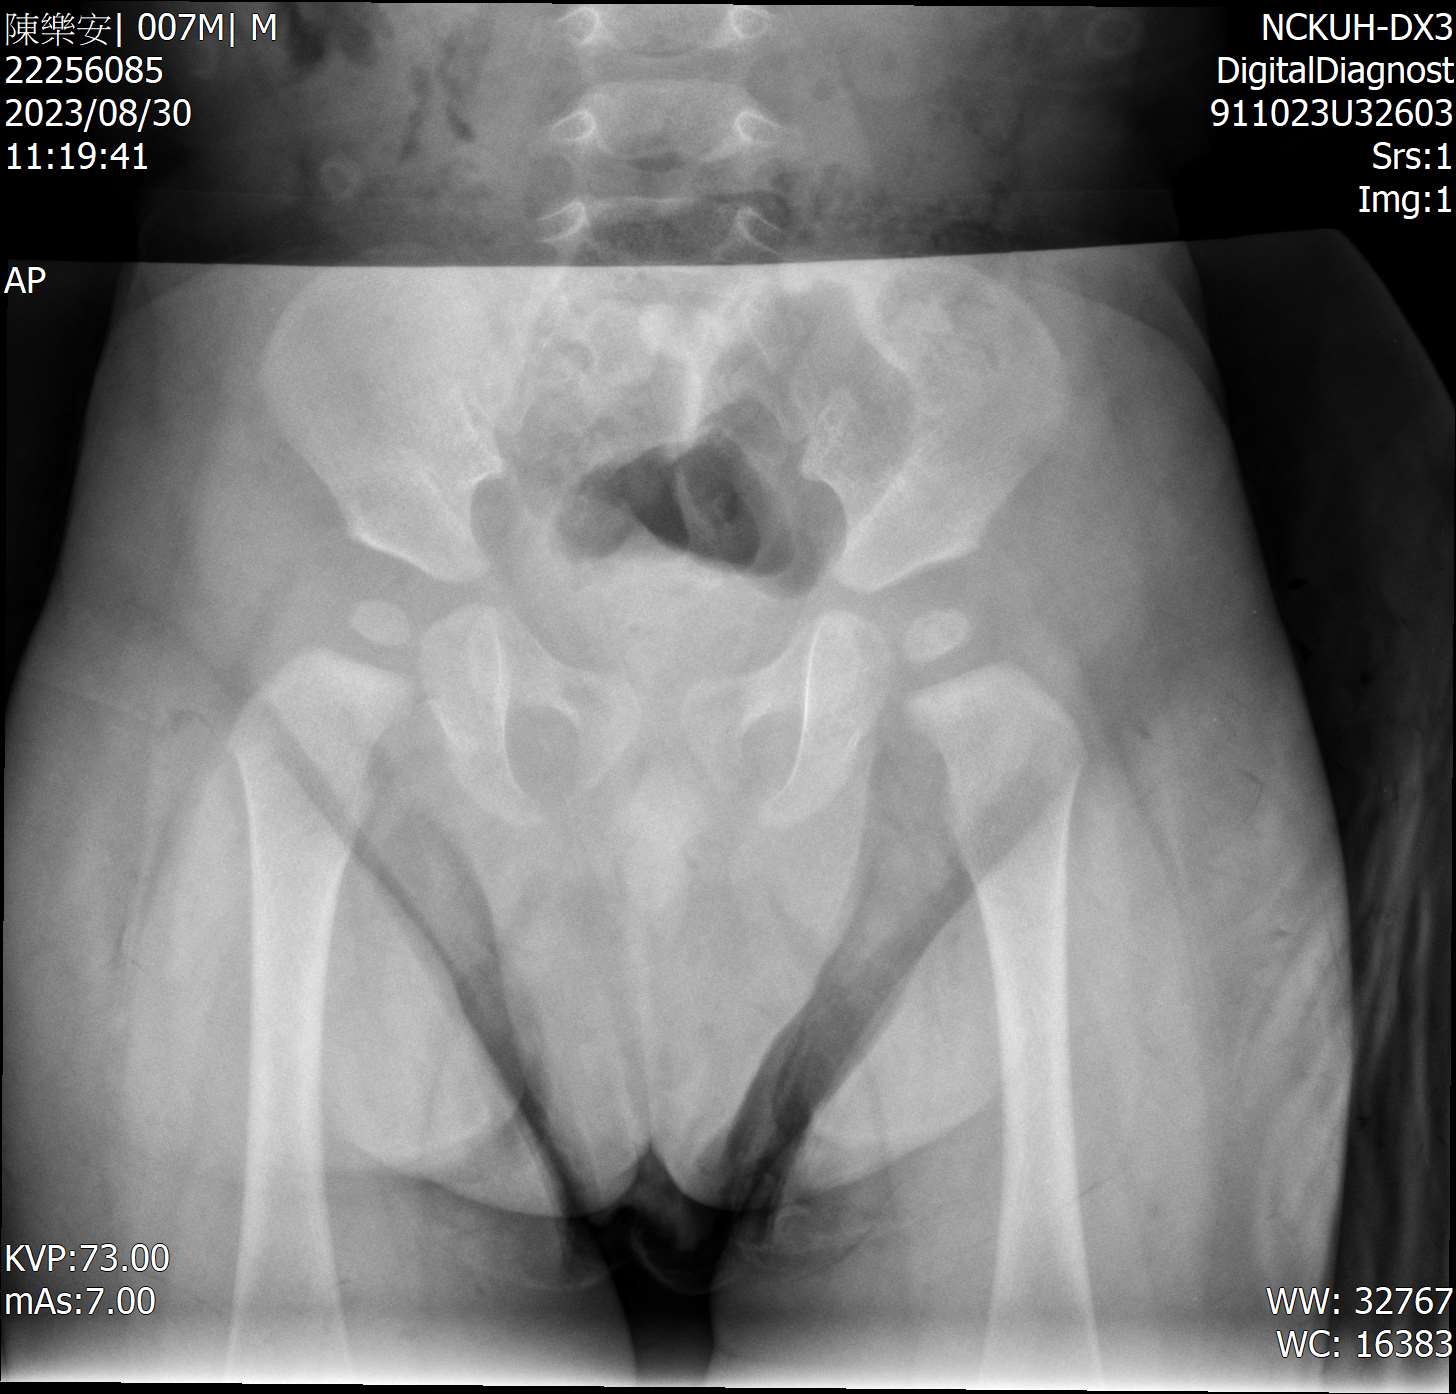 陳樂安| 007M| M
22256085
2023/08/30
11:19:41
NCKUH-DX3
DigitalDiagnost
911023U32603
Srs:1
Img:1
AP
KVP:73.00
mAs:7.00
WW: 32767
WC: 16383